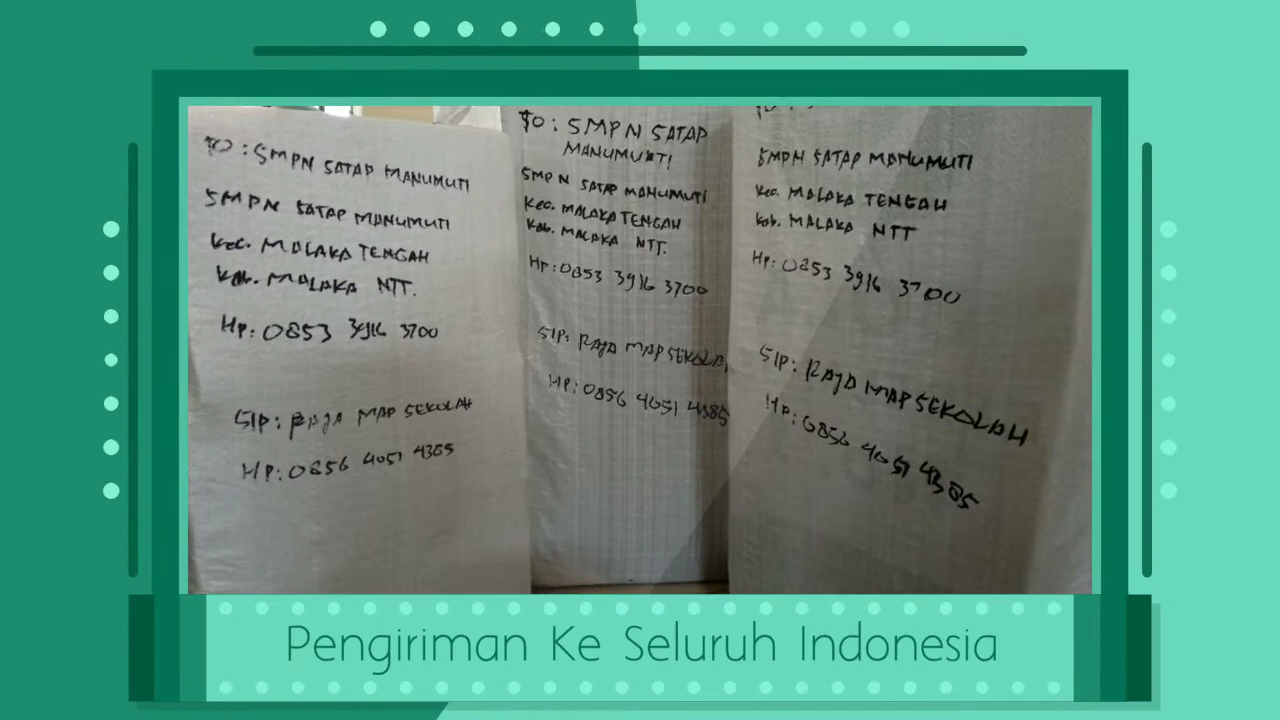 TO: SMPN SATAP MANUMUTI
SMPN SATAP MANUMUTI
Kec. MALAKA TENGAH
Kab. MALAKA NTT.
Hp: 0853 3916 3700
SIP: RAJA MAP SEKOLAH
HP: 0856 4051 4385
TO: SMPN SATAP
MANUMUKTI
SMPN SATAP MANUMUTI
Kec. MALAKA TENGAH
Kab. MALAKA NTT.
Hp: 0853 3916 3700
SIP: RAJA MAP SEKOLAH
HP: 0856 4051 4385
SMPN SATAP MANUMUTI
Kec. MALAKA TENGAH
Kab. MALAKA NTT
Hp: 0853 3916 3700
SIP: RAJA MAP SEKOLAH
HP: 0856 4051 4385
Pengiriman Ke Seluruh Indonesia